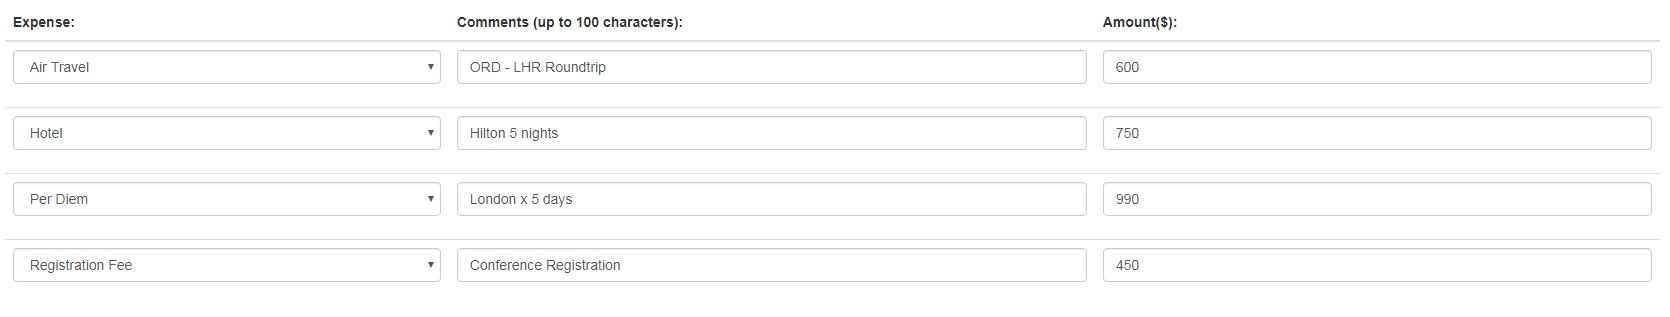 Expense: Comments (up to 100 characters): Amount($):
Air Travel ORD - LHR Roundtrip 600
Hotel Hilton 5 nights 750
Per Diem London x 5 days 990
Registration Fee Conference Registration 450